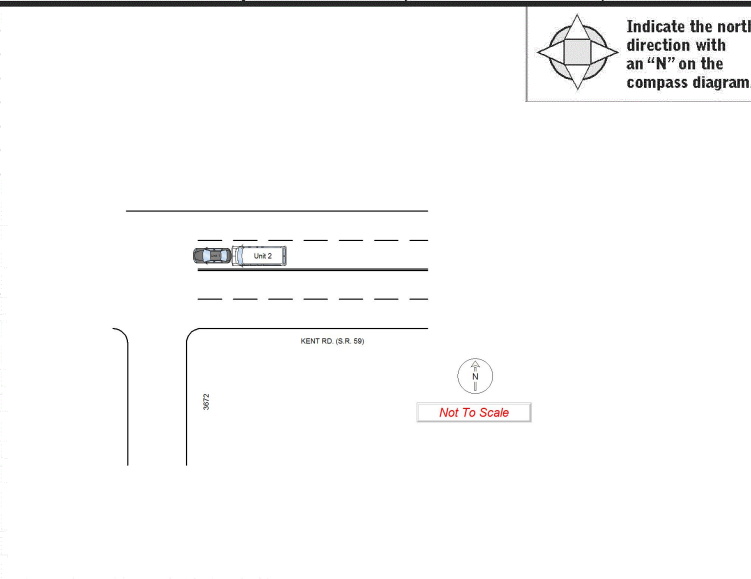 Indicate the north
direction with
an “N” on the
compass diagram.
Unit 2
KENT RD. (S.R. 59)
N
3672
Not To Scale